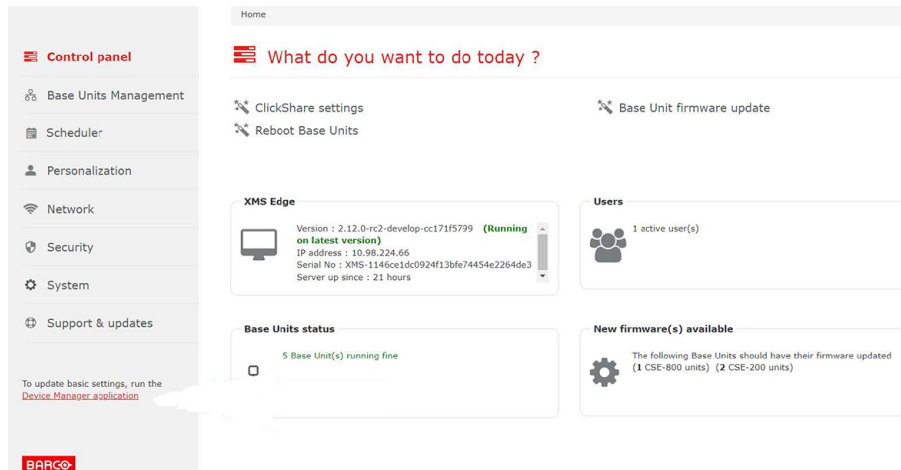 Home
Control panel
What do you want to do today ?
Base Units Management
ClickShare settings
Base Unit firmware update
Scheduler
Reboot Base Units
Personalization
Network
Security
System
Support & updates
XMS Edge
Version : 2.12.0-rc2-develop-cc171f5799 (Running
on latest version)
IP address : 10.98.224.66
Serial No : XMS-1146ce1dc0924f13bfe74454e2264de3
Server up since : 21 hours
Users
1 active user(s)
Base Units status
5 Base Unit(s) running fine
New firmware(s) available
The following Base Units should have their firmware updated
(1 CSE-800 units) (2 CSE-200 units)
To update basic settings, run the
Device Manager application
BARCO